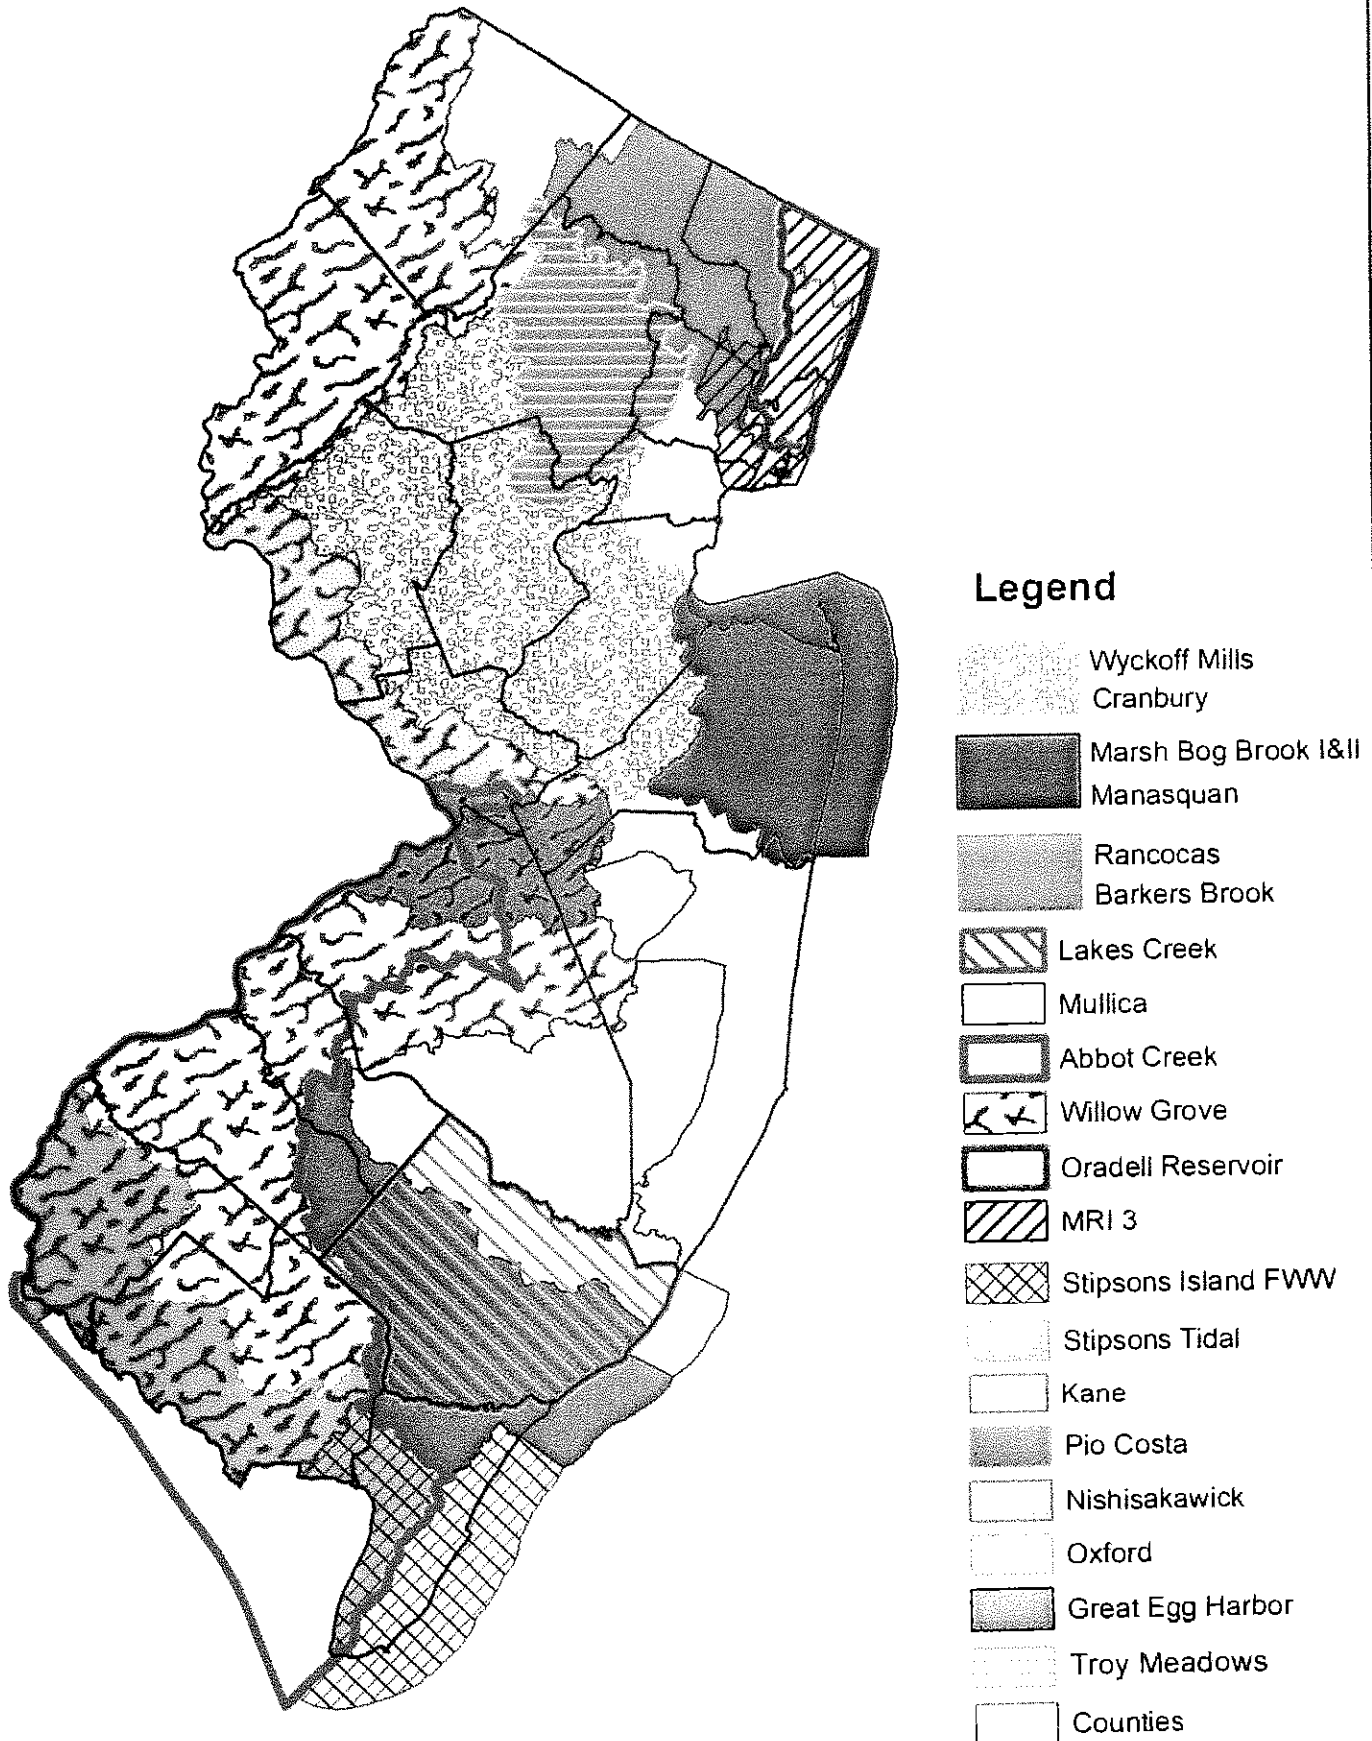 Legend
Wyckoff Mills
Cranbury
Marsh Bog Brook I&II
Manasquan
Rancocas
Barkers Brook
Lakes Creek
Mullica
Abbot Creek
Willow Grove
Oradell Reservoir
MRI 3
Stipsons Island FWW
Stipsons Tidal
Kane
Pio Costa
Nishisakawick
Oxford
Great Egg Harbor
Troy Meadows
Counties